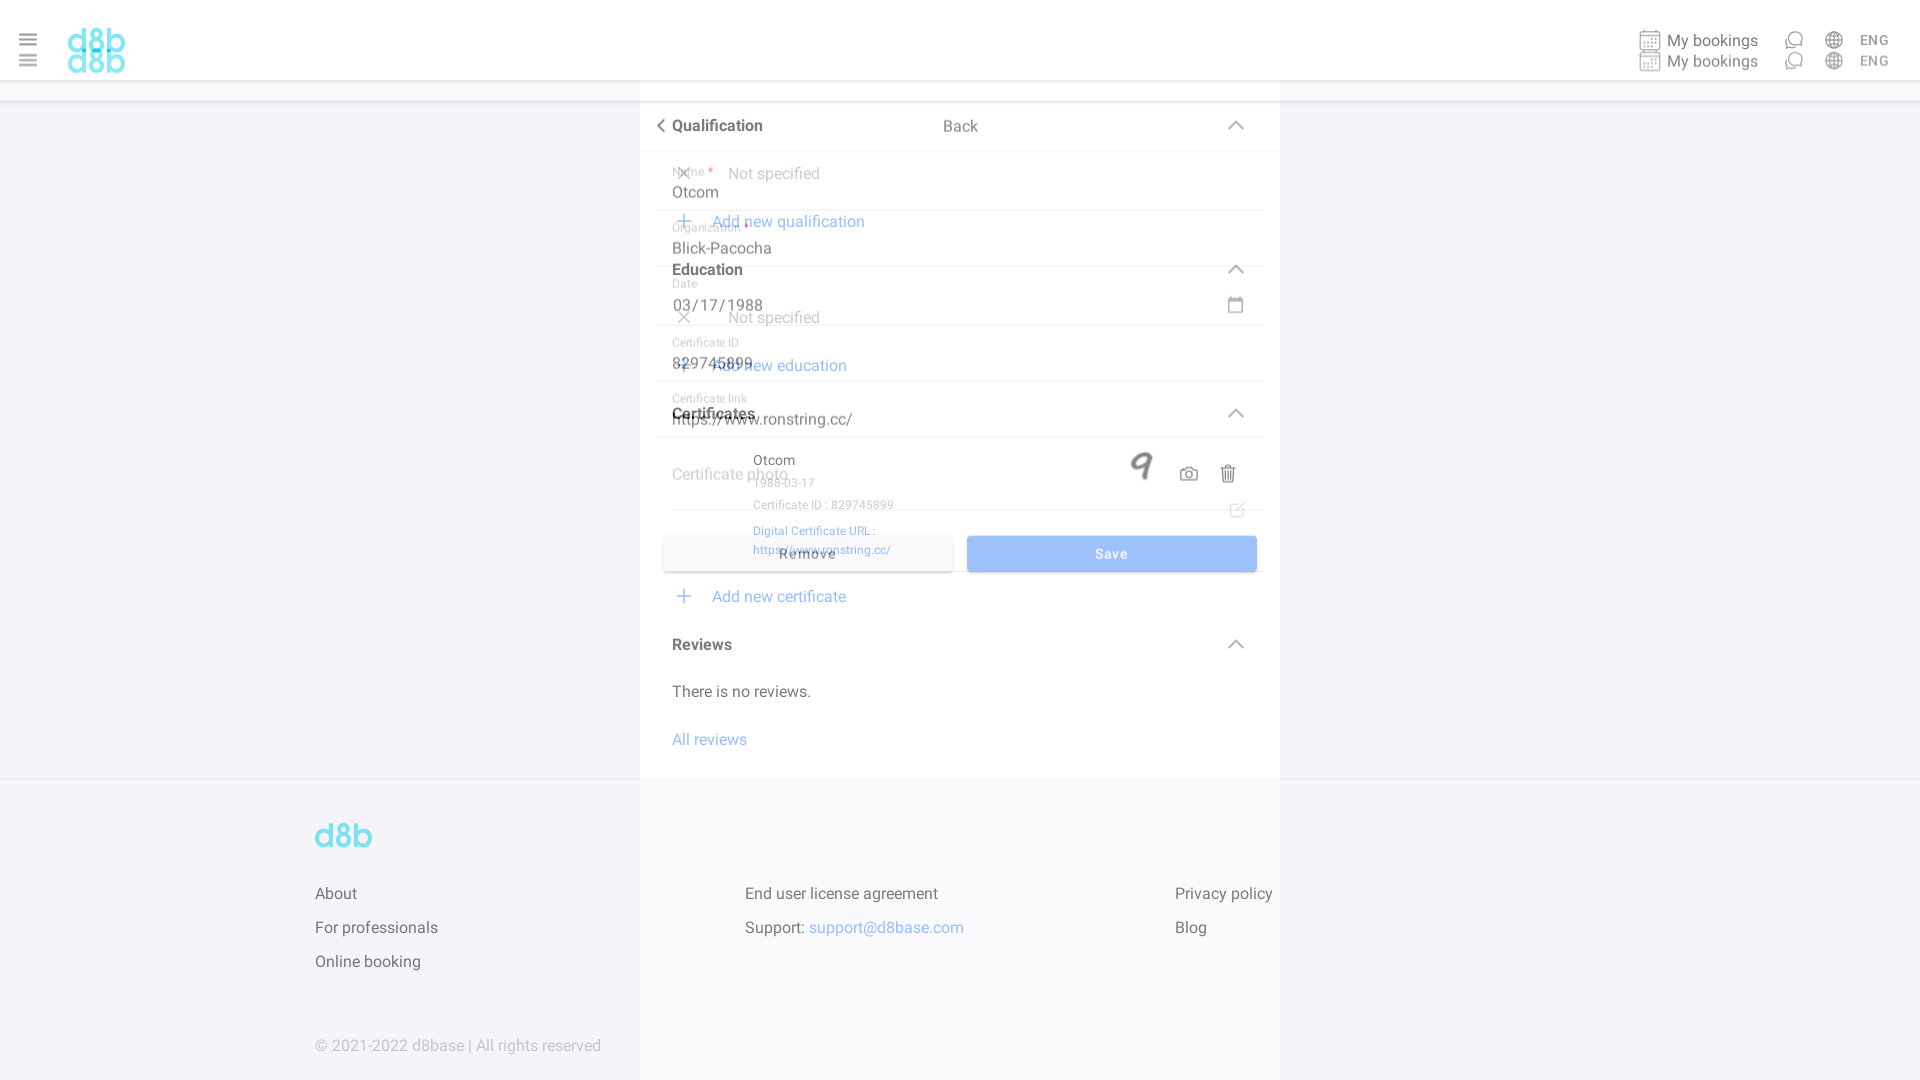 d8b
My bookings ENG
d8b
My bookings ENG
Qualification
Back
Name *
Not specified
Otcom
Add new qualification
Organization *
Blick-Pacocha
Education
Date
03/17/1988
Not specified
Certificate ID
829745899
Add new education
Certificate link
Certificates
https://www.ronstring.cc/
Otcom
Certificate photo
1988-03-17
Certificate ID : 829745899
Digital Certificate URL :
https://www.ronstring.cc/
Remove
Save
Add new certificate
Reviews
There is no reviews.
All reviews
d8b
About
End user license agreement
Privacy policy
For professionals
Support: support@d8base.com
Blog
Online booking
© 2021-2022 d8base | All rights reserved
9